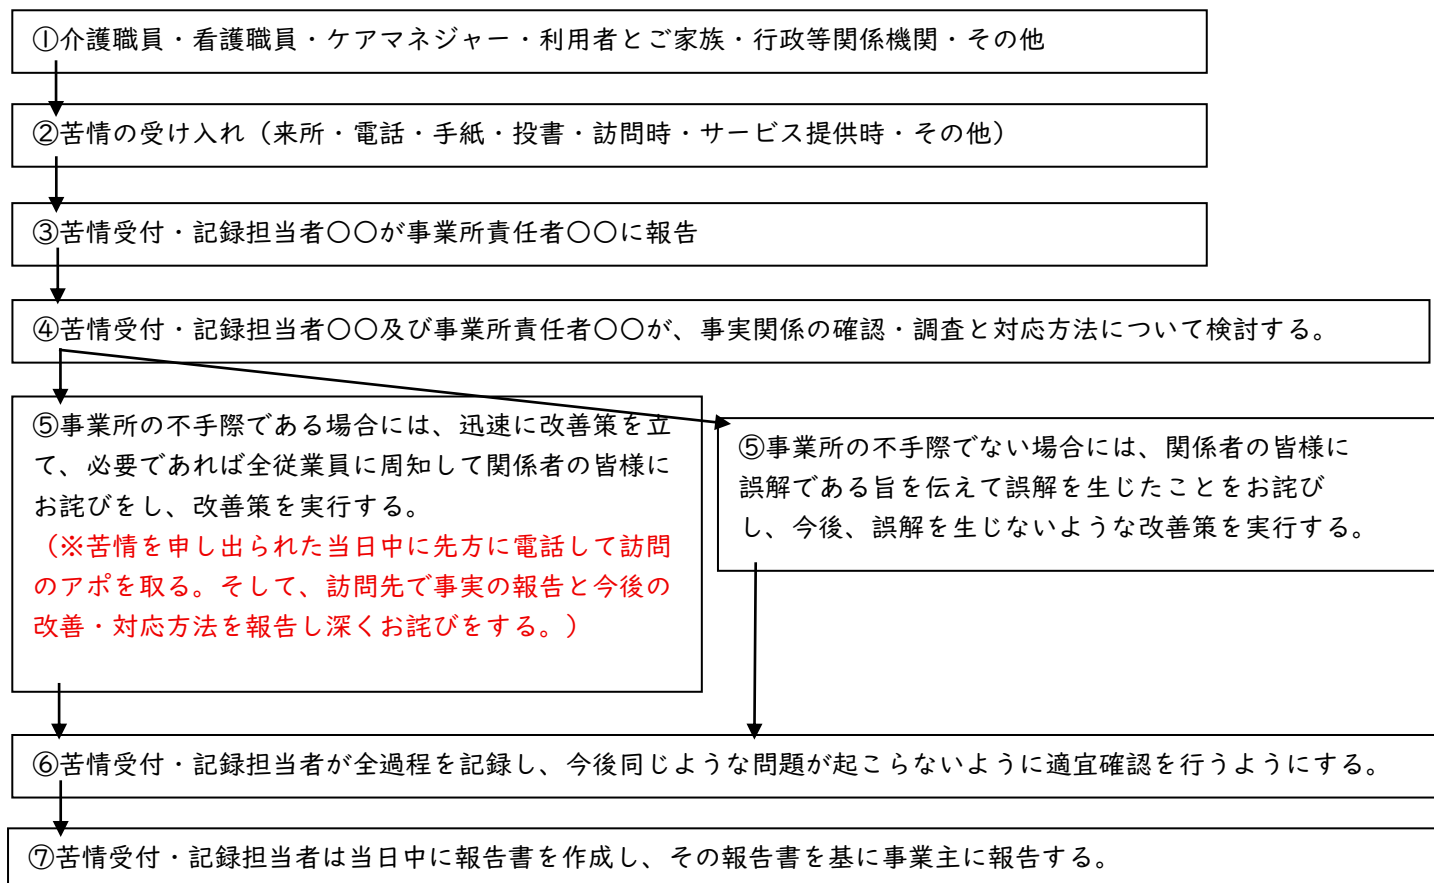 ①介護職員・看護職員・ケアマネジャー・利用者とご家族・行政等関係機関・その他
②苦情の受け入れ（来所・電話・手紙・投書・訪問時・サービス提供時・その他）
③苦情受付・記録担当者〇〇が事業所責任者〇〇に報告
④苦情受付・記録担当者〇〇及び事業所責任者〇〇が、事実関係の確認・調査と対応方法について検討する。
⑤事業所の不手際である場合には、迅速に改善策を立
て、必要であれば全従業員に周知して関係者の皆様に
お詫びをし、改善策を実行する。
（※苦情を申し出られた当日中に先方に電話して訪問
のアポを取る。そして、訪問先で事実の報告と今後の
改善・対応方法を報告し深くお詫びをする。）
⑤事業所の不手際でない場合には、関係者の皆様に
誤解である旨を伝えて誤解を生じたことをお詫び
し、今後、誤解を生じないような改善策を実行する。
⑥苦情受付・記録担当者が全過程を記録し、今後同じような問題が起こらないように適宜確認を行うようにする。
⑦苦情受付・記録担当者は当日中に報告書を作成し、その報告書を基に事業主に報告する。